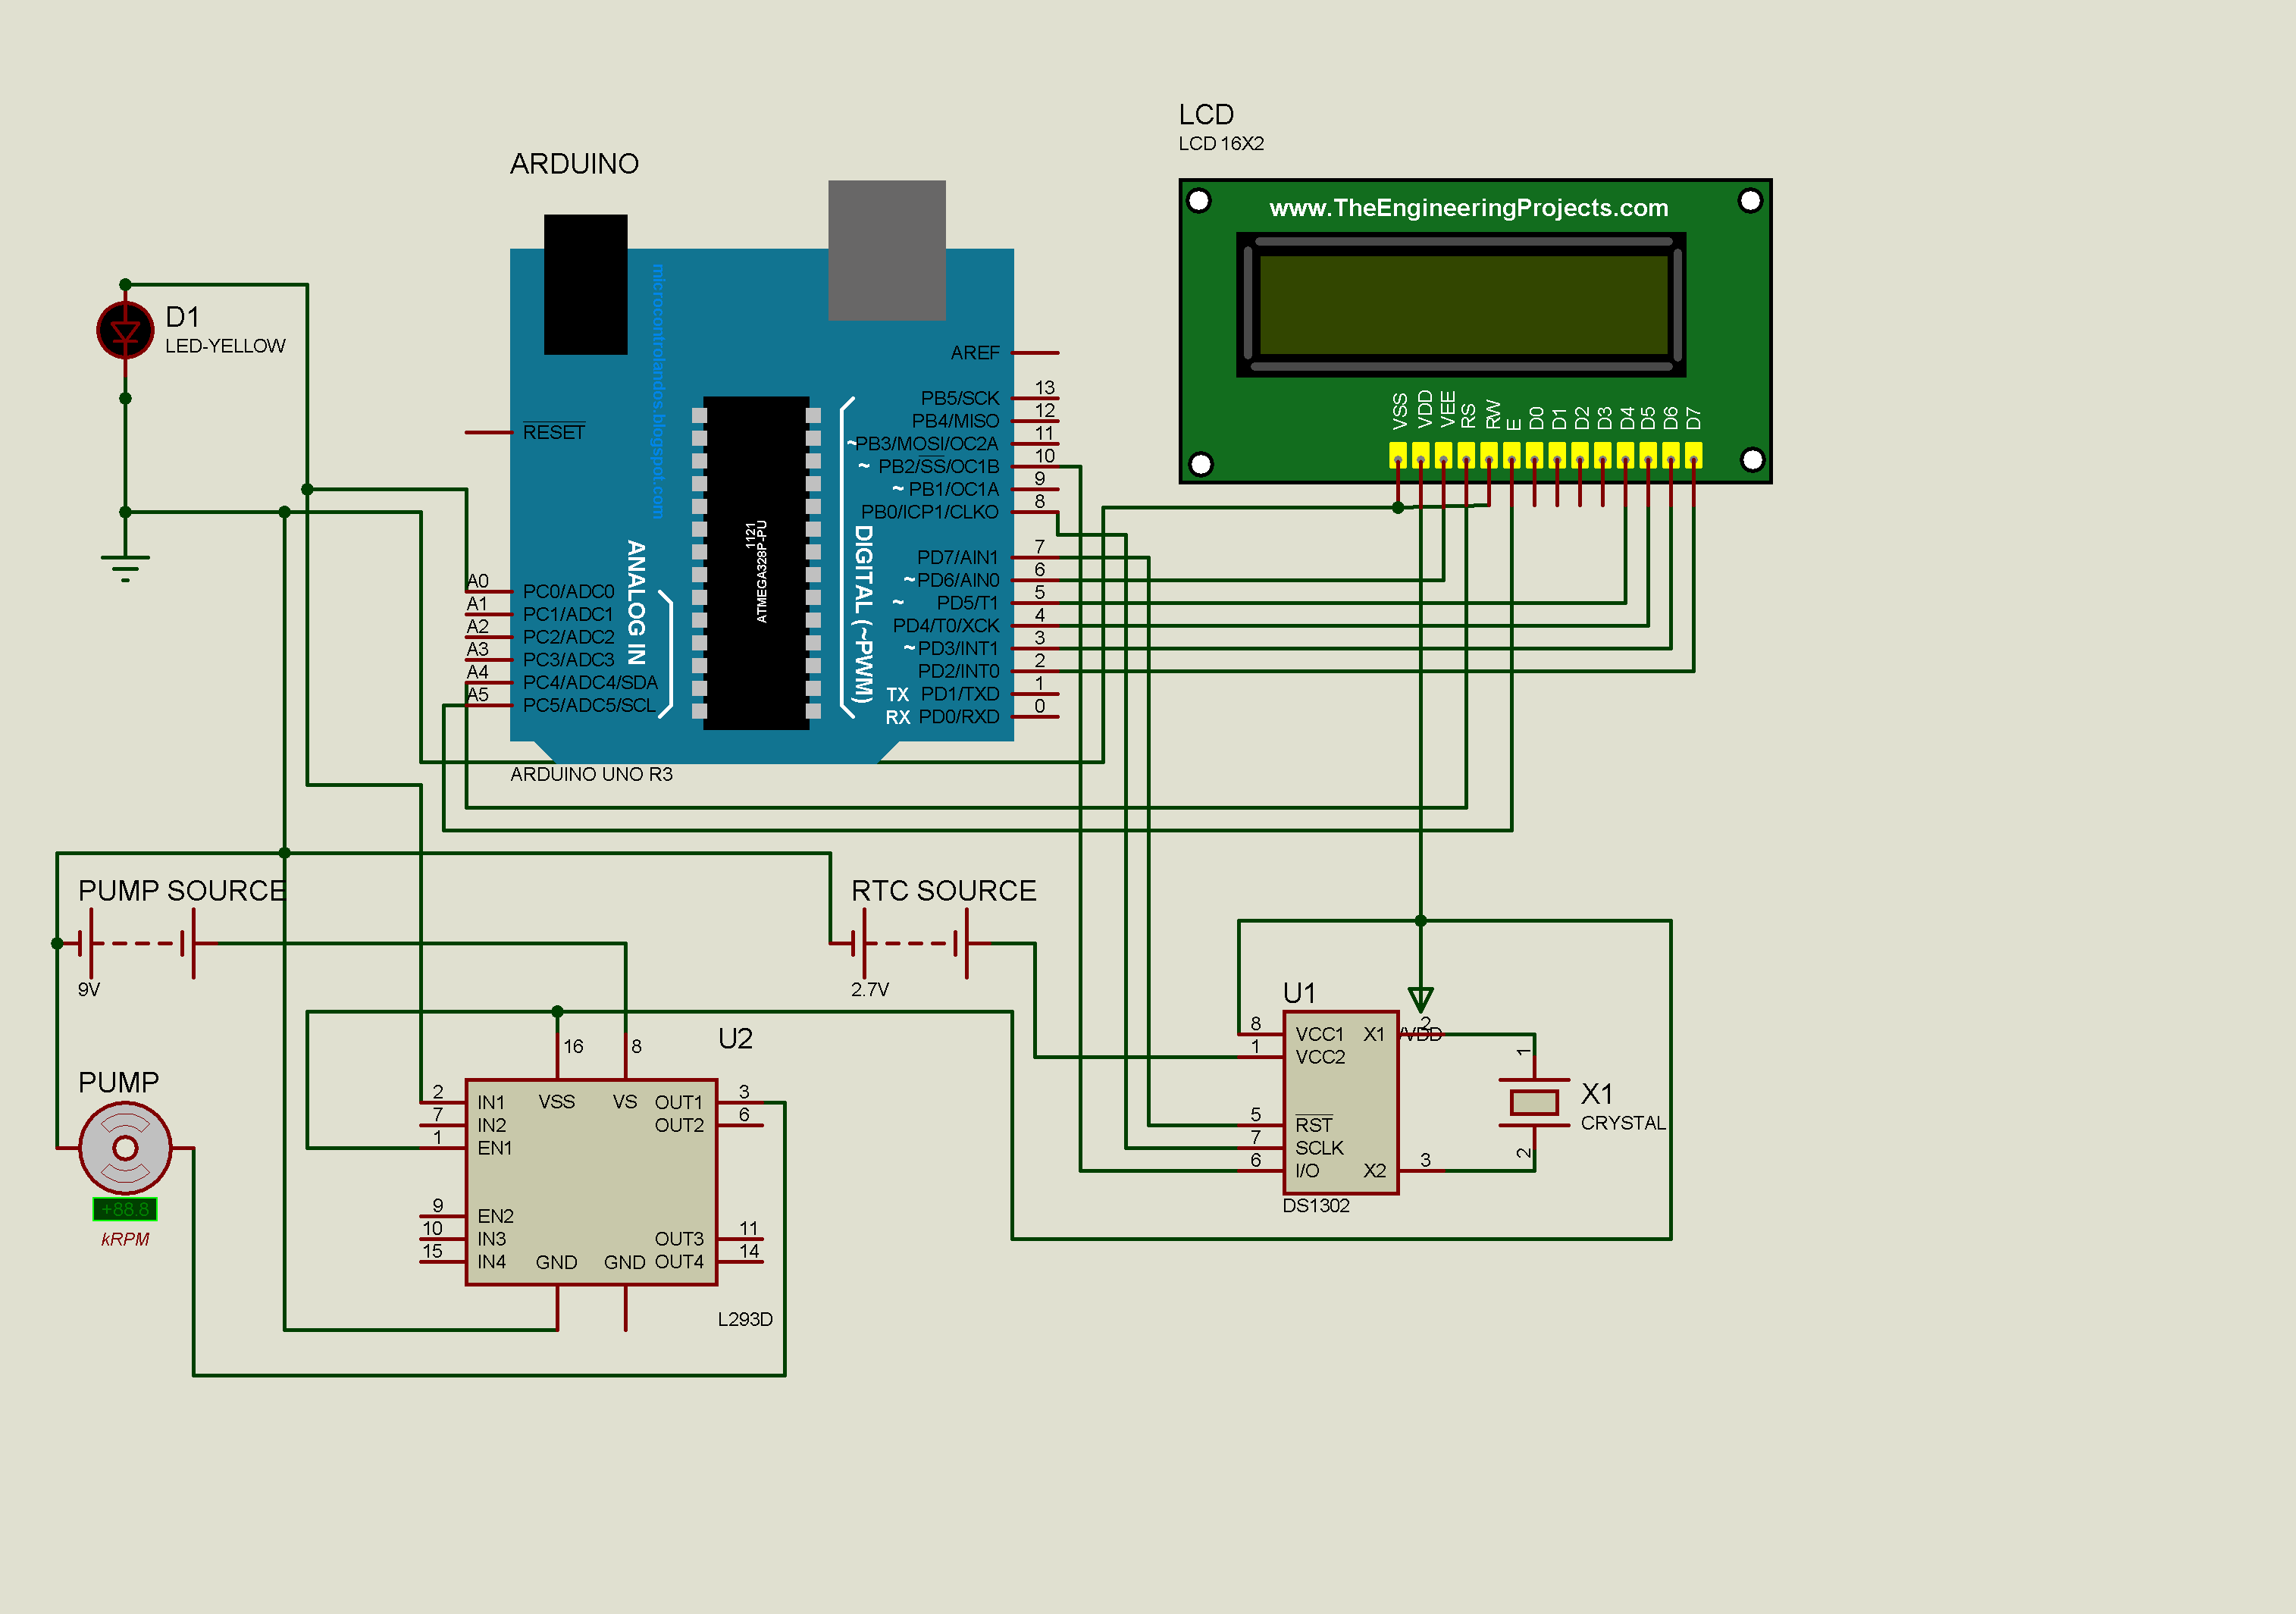 LCD
LCD 16X2
ARDUINO
www.TheEngineeringProjects.com
microcontrolandos.blogspot.com
D1
LED-YELLOW
AREF
13
PB5/SCK
12
PB4/MISO
11
~PB3/MOSI/OC2A
10
~ PB2/SS/OC1B
9
~ PB1/OC1A
8
PB0/ICP1/CLKO
7
PD7/AIN1
6
~PD6/AIN0
5
~ PD5/T1
4
PD4/T0/XCK
3
~PD3/INT1
2
PD2/INT0
1
TX PD1/TXD
0
RX PD0/RXD
RESET
VSS
VDD
VEE
RS
RW
E
D0
D1
D2
D3
D4
D5
D6
D7
1121
ATMEGA328P-PU
DIGITAL (~PWM)
ANALOG IN
A0
PC0/ADC0
A1
PC1/ADC1
A2
PC2/ADC2
A3
PC3/ADC3
A4
PC4/ADC4/SDA
A5
PC5/ADC5/SCL
ARDUINO UNO R3
PUMP SOURCE
9V
RTC SOURCE
2.7V
PUMP
+88.8
kRPM
U2
16
8
2
IN1
VSS
VS
OUT1
3
7
IN2
OUT2
6
1
EN1
9
EN2
10
IN3
OUT3
11
15
IN4
GND
GND
OUT4
14
L293D
U1
8
VCC1
X1
2
/VDD
1
VCC2
5
RST
7
SCLK
6
I/O
X2
3
DS1302
1
X1
CRYSTAL
2